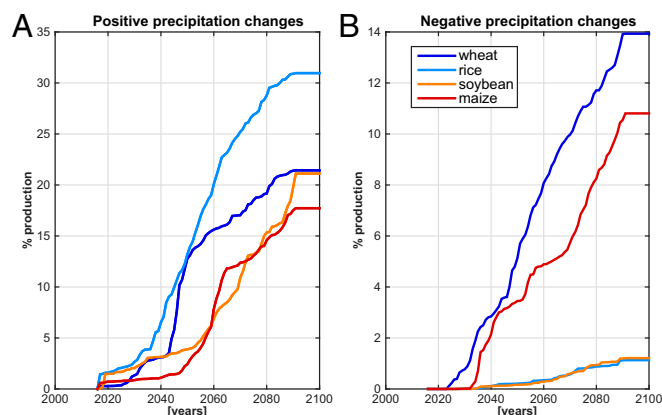 A
Positive precipitation changes
35
30
25
20
15
10
5
0
% production
2000
2020
2040
2060
2080
2100
[years]
B
Negative precipitation changes
14
12
10
8
6
4
2
0
% production
wheat
rice
soybean
maize
2000
2020
2040
2060
2080
2100
[years]